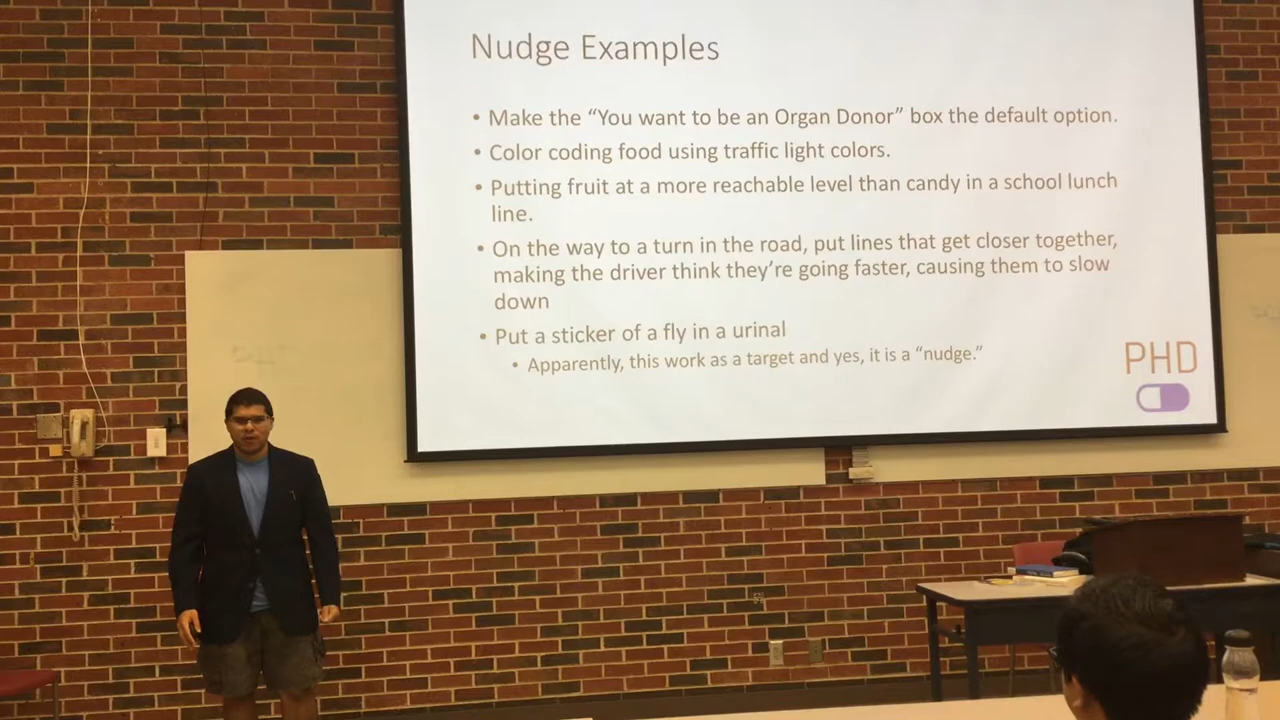 Nudge Examples
• Make the “You want to be an Organ Donor” box the default option.
• Color coding food using traffic light colors.
• Putting fruit at a more reachable level than candy in a school lunch
line.
• On the way to a turn in the road, put lines that get closer together,
making the driver think they’re going faster, causing them to slow
down
• Put a sticker of a fly in a urinal
• Apparently, this work as a target and yes, it is a “nudge.”
PHD